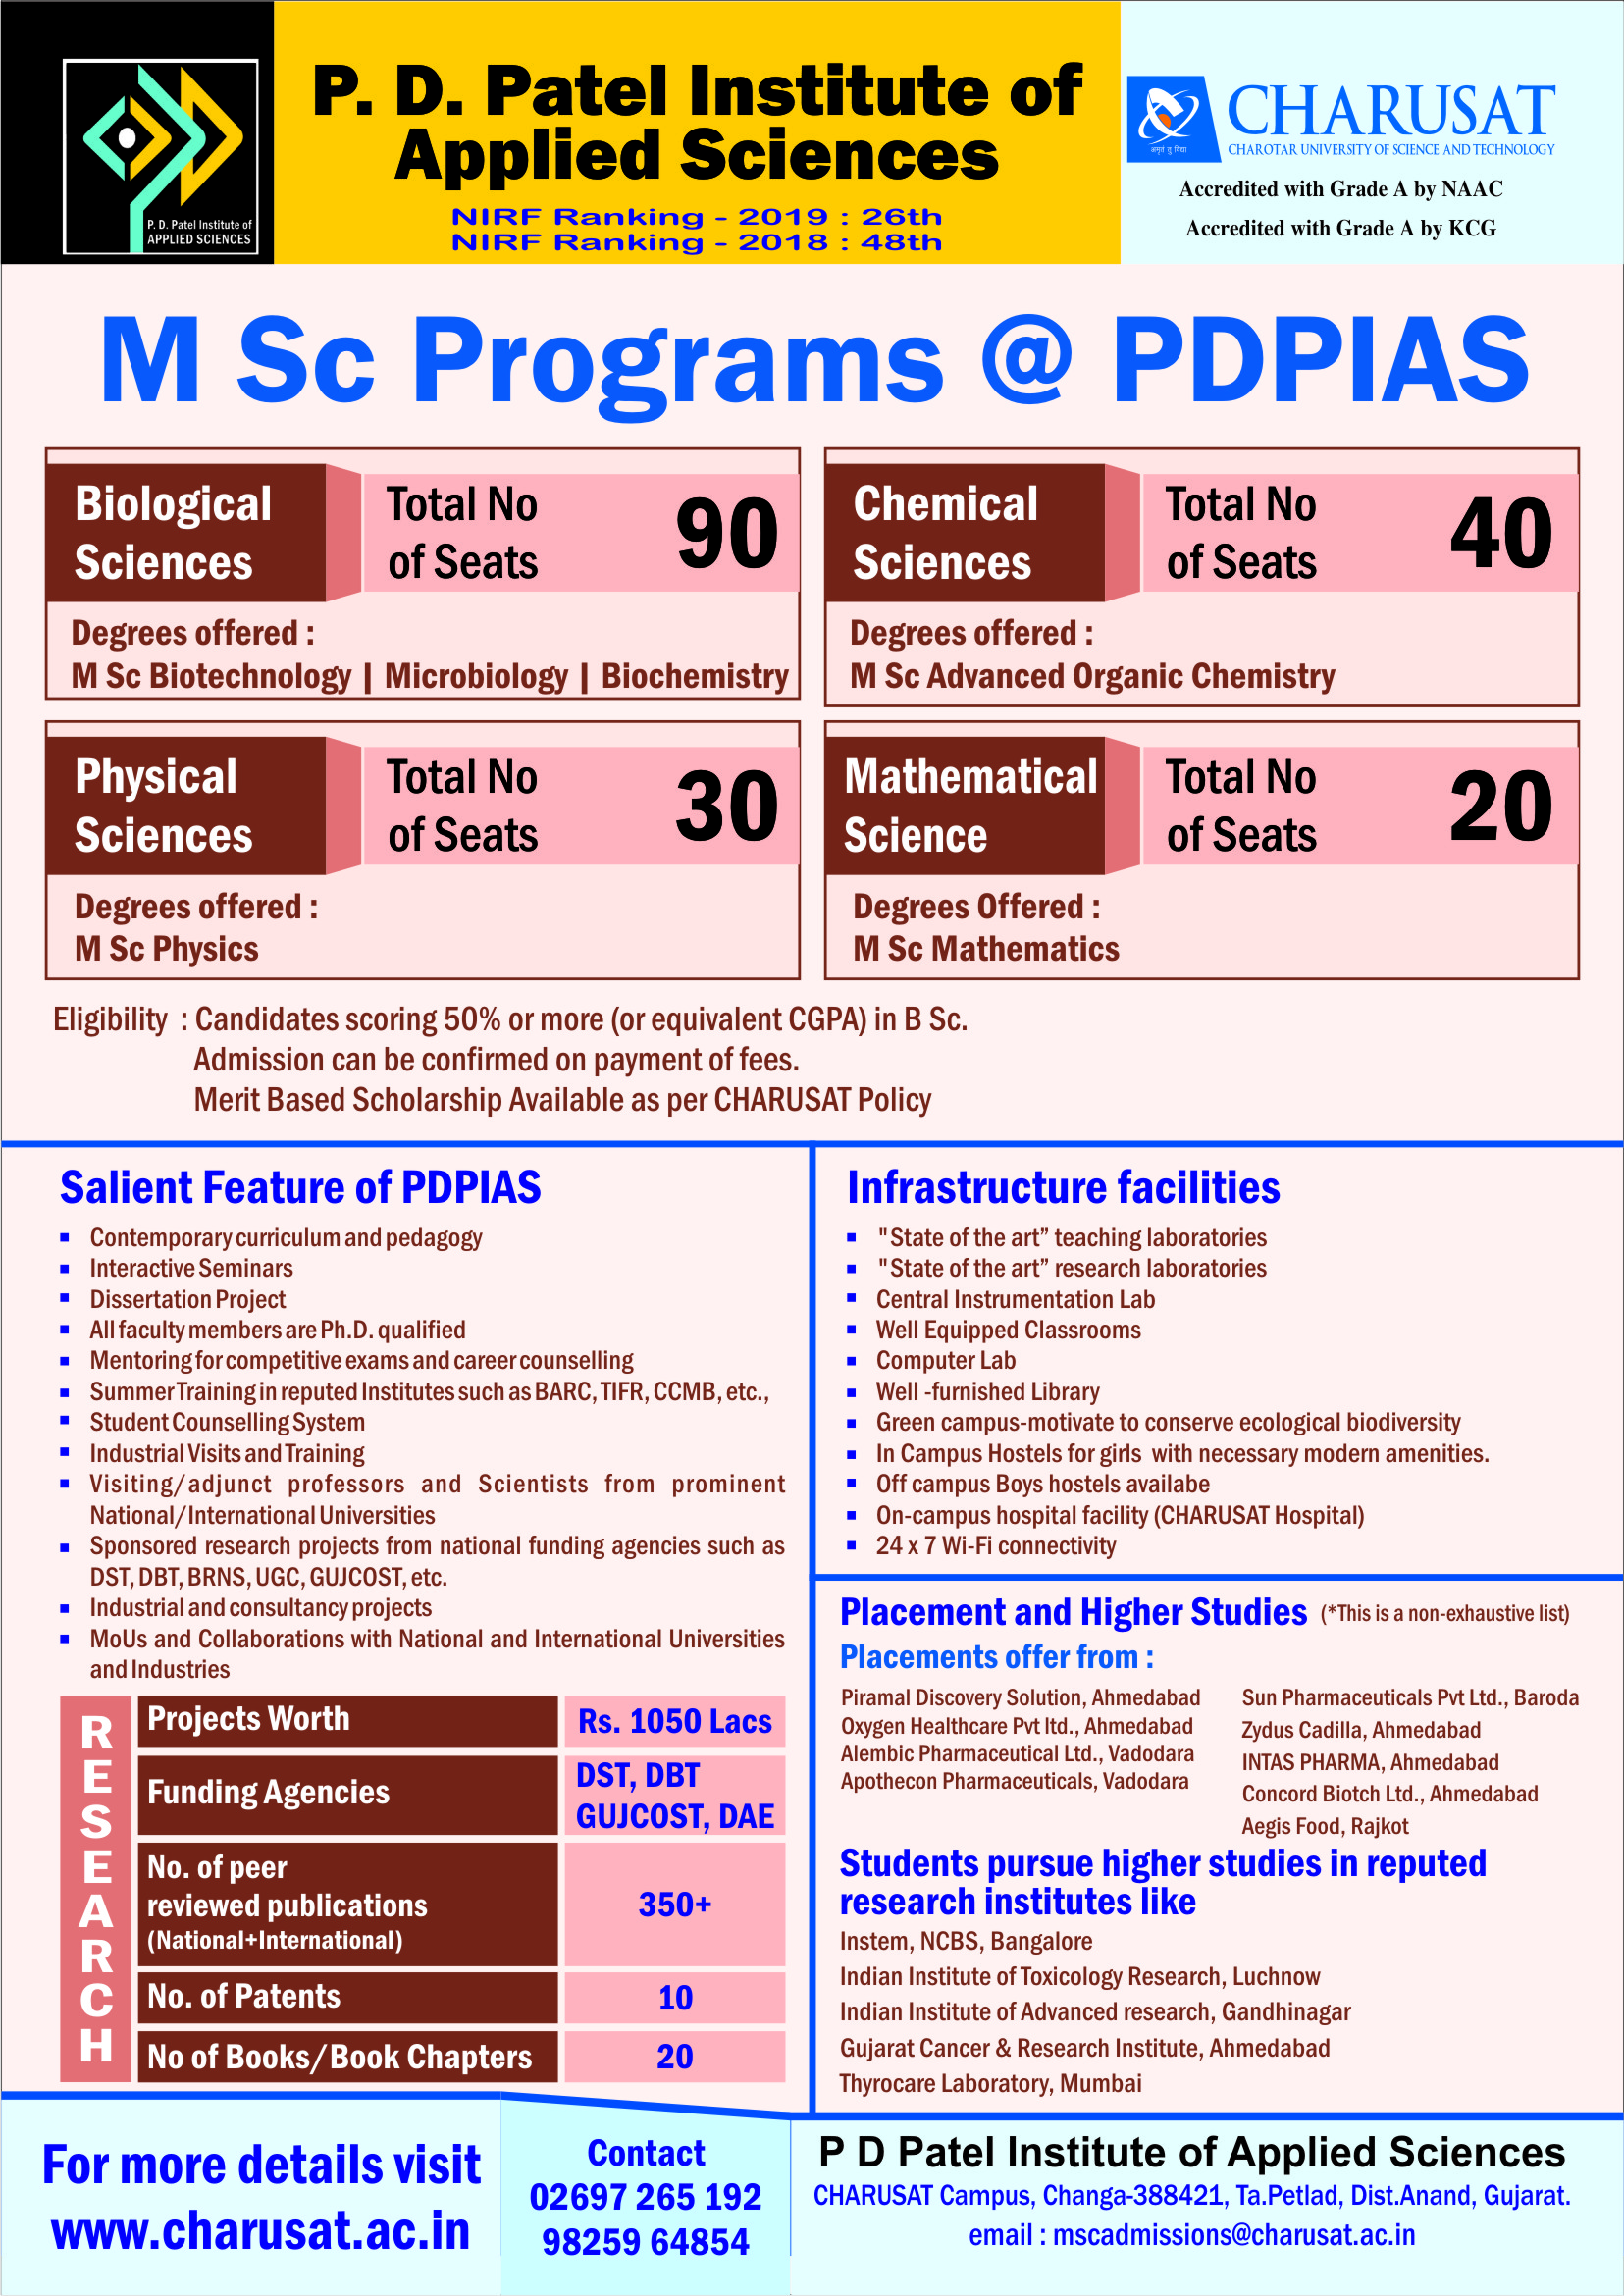 P. D. Patel Institute of
APPLIED SCIENCES
P. D. Patel Institute of
Applied Sciences
NIRF Ranking - 2019 : 26th
NIRF Ranking - 2018 : 48th
अमृतं तु विद्या
CHARUSAT
CHAROTAR UNIVERSITY OF SCIENCE AND TECHNOLOGY
Accredited with Grade A by NAAC
Accredited with Grade A by KCG
M Sc Programs @ PDPIAS
Biological
Sciences
Total No
of Seats
90
Degrees offered :
M Sc Biotechnology | Microbiology | Biochemistry
Chemical
Sciences
Total No
of Seats
40
Degrees offered :
M Sc Advanced Organic Chemistry
Physical
Sciences
Total No
of Seats
30
Degrees offered :
M Sc Physics
Mathematical
Science
Total No
of Seats
20
Degrees Offered :
M Sc Mathematics
Eligibility : Candidates scoring 50% or more (or equivalent CGPA) in B Sc.
Admission can be confirmed on payment of fees.
Merit Based Scholarship Available as per CHARUSAT Policy
Salient Feature of PDPIAS
▪ Contemporary curriculum and pedagogy
▪ Interactive Seminars
▪ Dissertation Project
▪ All faculty members are Ph.D. qualified
▪ Mentoring for competitive exams and career counselling
▪ Summer Training in reputed Institutes such as BARC, TIFR, CCMB, etc.,
▪ Student Counselling System
▪ Industrial Visits and Training
▪ Visiting/adjunct professors and Scientists from prominent
National/International Universities
▪ Sponsored research projects from national funding agencies such as
DST, DBT, BRNS, UGC, GUJCOST, etc.
▪ Industrial and consultancy projects
▪ MoUs and Collaborations with National and International Universities
and Industries
RESEARCH
Projects Worth
Rs. 1050 Lacs
Funding Agencies
DST, DBT
GUJCOST, DAE
No. of peer
reviewed publications
(National+International)
350+
No. of Patents
10
No of Books/Book Chapters
20
Infrastructure facilities
▪ "State of the art” teaching laboratories
▪ "State of the art” research laboratories
▪ Central Instrumentation Lab
▪ Well Equipped Classrooms
▪ Computer Lab
▪ Well -furnished Library
▪ Green campus-motivate to conserve ecological biodiversity
▪ In Campus Hostels for girls with necessary modern amenities.
▪ Off campus Boys hostels availabe
▪ On-campus hospital facility (CHARUSAT Hospital)
▪ 24 x 7 Wi-Fi connectivity
Placement and Higher Studies (*This is a non-exhaustive list)
Placements offer from :
Piramal Discovery Solution, Ahmedabad
Oxygen Healthcare Pvt ltd., Ahmedabad
Alembic Pharmaceutical Ltd., Vadodara
Apothecon Pharmaceuticals, Vadodara
Sun Pharmaceuticals Pvt Ltd., Baroda
Zydus Cadilla, Ahmedabad
INTAS PHARMA, Ahmedabad
Concord Biotch Ltd., Ahmedabad
Aegis Food, Rajkot
Students pursue higher studies in reputed
research institutes like
Instem, NCBS, Bangalore
Indian Institute of Toxicology Research, Luchnow
Indian Institute of Advanced research, Gandhinagar
Gujarat Cancer & Research Institute, Ahmedabad
Thyrocare Laboratory, Mumbai
For more details visit
www.charusat.ac.in
Contact
02697 265 192
98259 64854
P D Patel Institute of Applied Sciences
CHARUSAT Campus, Changa-388421, Ta.Petlad, Dist.Anand, Gujarat.
email : mscadmissions@charusat.ac.in